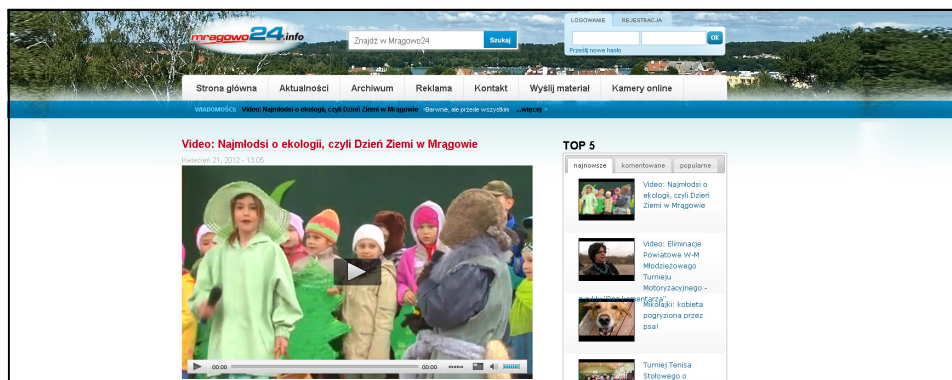 mragowo24.info
Znajdź w Mrągowo24
Szukaj
LOGOWANIE
REJESTRACJA
OK
Prześlij nowe hasło
Strona główna
Aktualności
Archiwum
Reklama
Kontakt
Wyślij materiał
Kamery online
WIADOMOŚCI:
Video: Najmłodsi o ekologii, czyli Dzień Ziemi w Mrągowie
Barwnie, ale przede wszystkim
...więcej
Video: Najmłodsi o ekologii, czyli Dzień Ziemi w Mrągowie
Kwiecień 21, 2012 - 13:05
00:00
00:00
menu
TOP 5
najnowsze
komentowane
popularne
Video: Najmłodsi o
ekologii, czyli Dzień
Ziemi w Mrągowie
Video: Eliminacje
Powiatowe W-M
Młodzieżowego
Turnieju
Motoryzacyjnego -
z cyklu "Bez komentarza"
Mikołajki: kobieta
pogryziona przez
psa!
Turniej Tenisa
Stołowego o